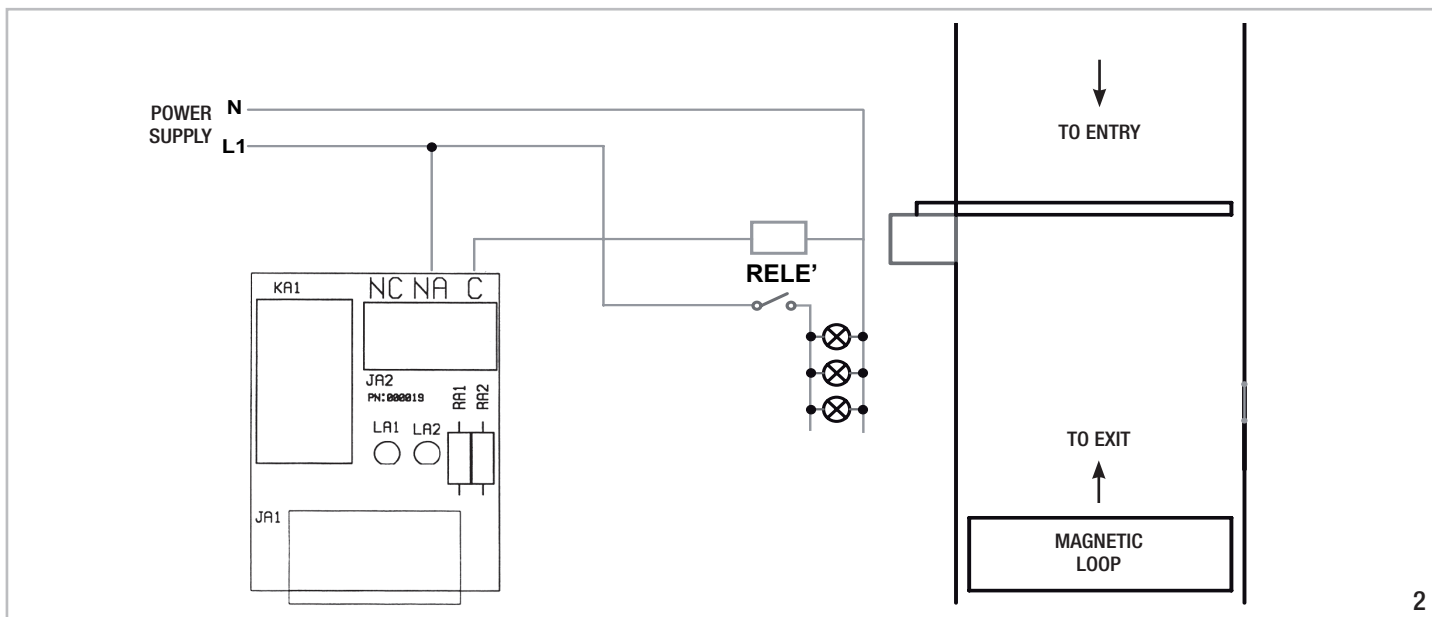 POWER
SUPPLY
N
L1
KA1
NC NA C
JA2
PN:000019
RA1
RA2
LA1 LA2
JA1
RELE'
TO ENTRY
TO EXIT
MAGNETIC
LOOP
2